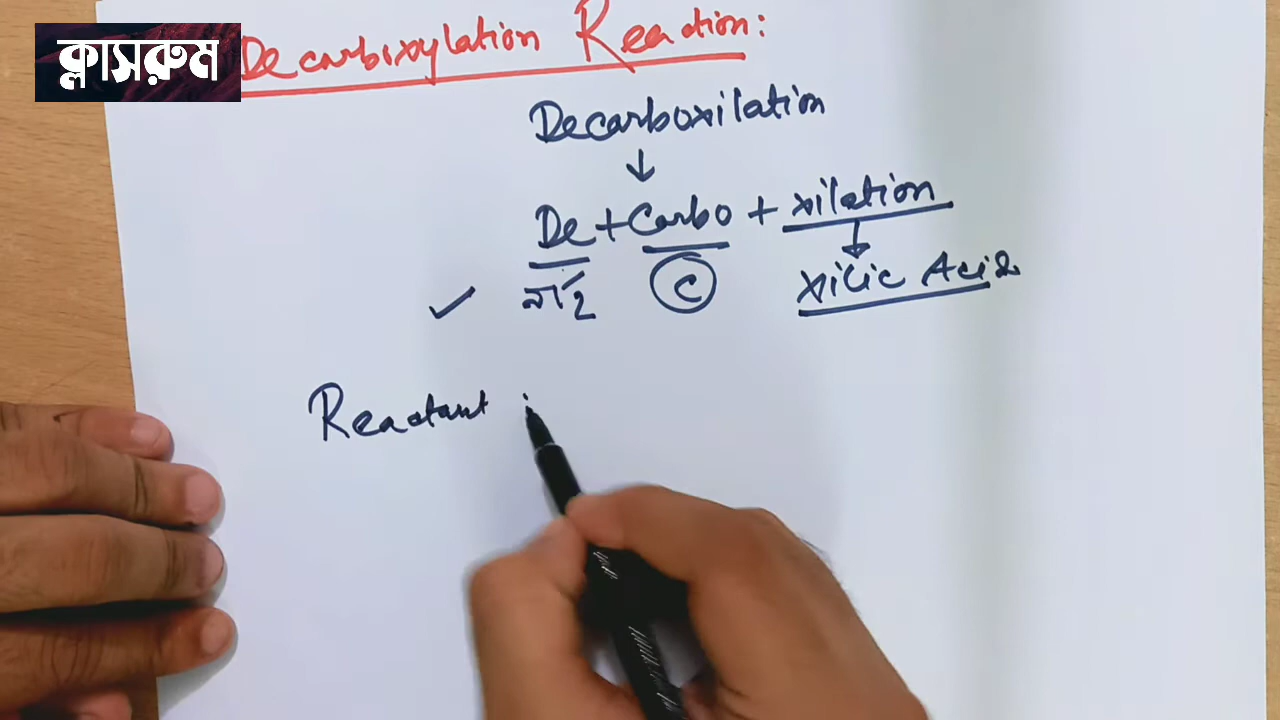 ক্লাসরুম
Decarboxylation Reaction:
Decarboxilation
↓
De + Carbo + xilation
↓
নাই C xilic Acid
✓
Reactant :